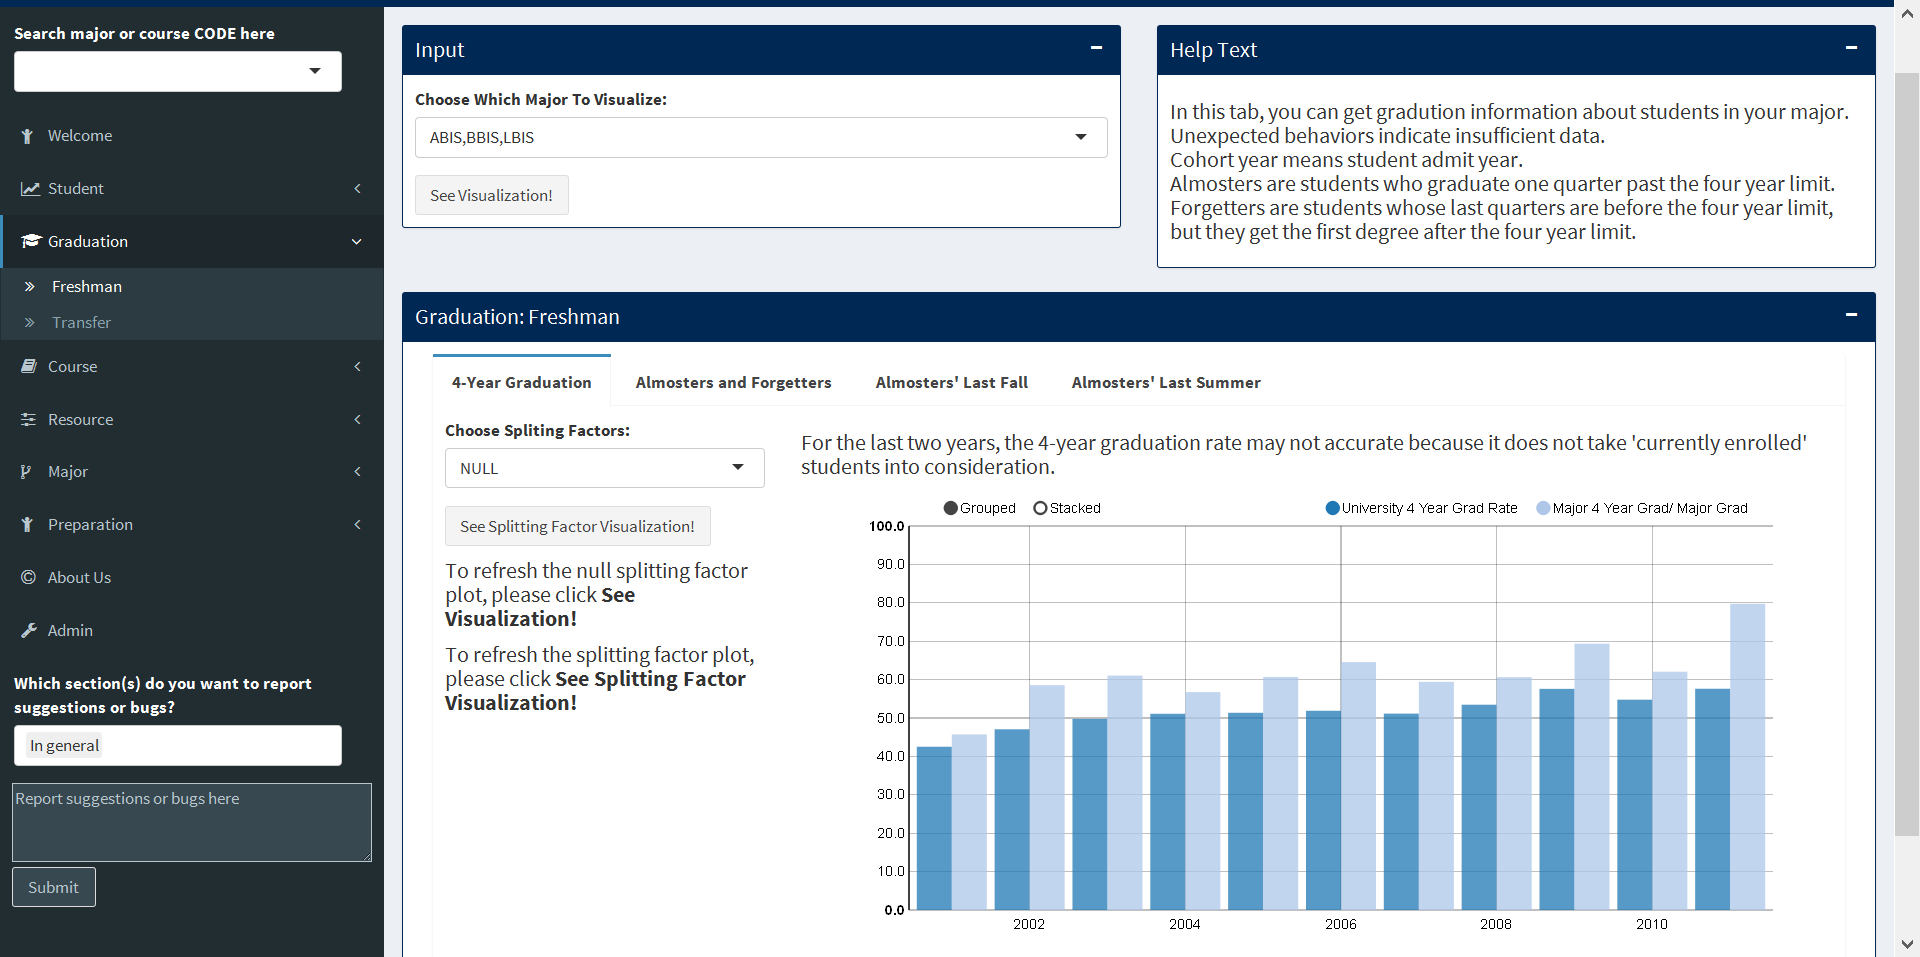 Search major or course CODE here
Welcome
Student
Graduation
Freshman
Transfer
Course
Resource
Major
Preparation
About Us
Admin
Which section(s) do you want to report
suggestions or bugs?
In general
Report suggestions or bugs here
Submit
Input
Choose Which Major To Visualize:
ABIS,BBIS,LBIS
See Visualization!
Help Text
In this tab, you can get gradution information about students in your major.
Unexpected behaviors indicate insufficient data.
Cohort year means student admit year.
Almosters are students who graduate one quarter past the four year limit.
Forgetters are students whose last quarters are before the four year limit,
but they get the first degree after the four year limit.
Graduation: Freshman
4-Year Graduation
Almosters and Forgetters
Almosters' Last Fall
Almosters' Last Summer
Choose Spliting Factors:
NULL
See Splitting Factor Visualization!
To refresh the null splitting factor
plot, please click See
Visualization!
To refresh the splitting factor plot,
please click See Splitting Factor
Visualization!
For the last two years, the 4-year graduation rate may not accurate because it does not take 'currently enrolled'
students into consideration.
Grouped Stacked University 4 Year Grad Rate Major 4 Year Grad/ Major Grad
100.0
90.0
80.0
70.0
60.0
50.0
40.0
30.0
20.0
10.0
0.0
2002 2004 2006 2008 2010